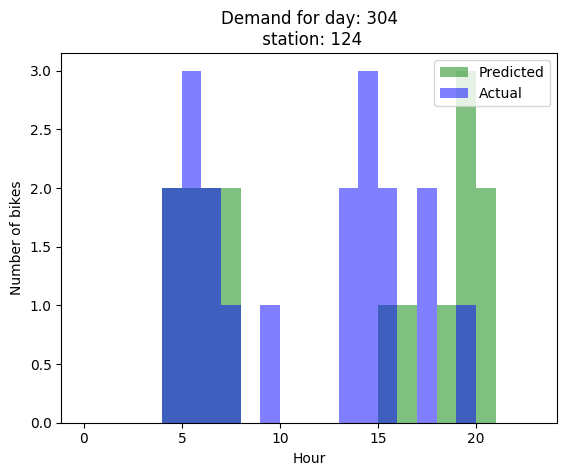 Demand for day: 304
station: 124
Predicted
Actual
Number of bikes
3.0
2.5
2.0
1.5
1.0
0.5
0.0
0 5 10 15 20
Hour